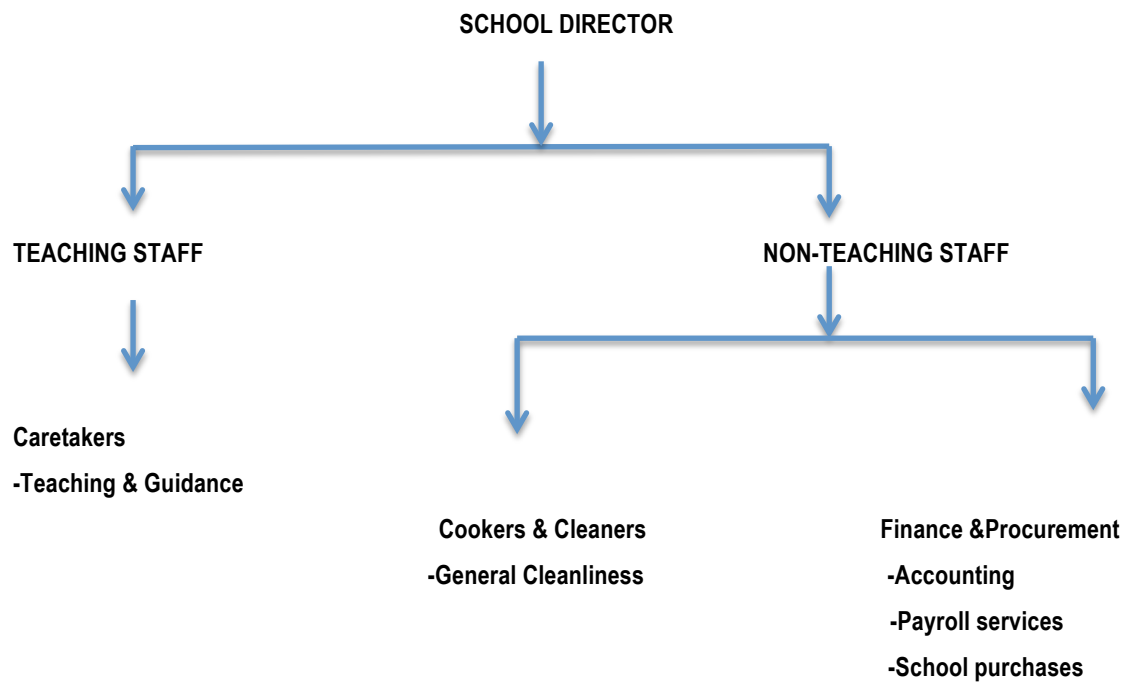 SCHOOL DIRECTOR
TEACHING STAFF
NON-TEACHING STAFF
Caretakers
-Teaching & Guidance
Cookers & Cleaners
-General Cleanliness
Finance &Procurement
-Accounting
-Payroll services
-School purchases